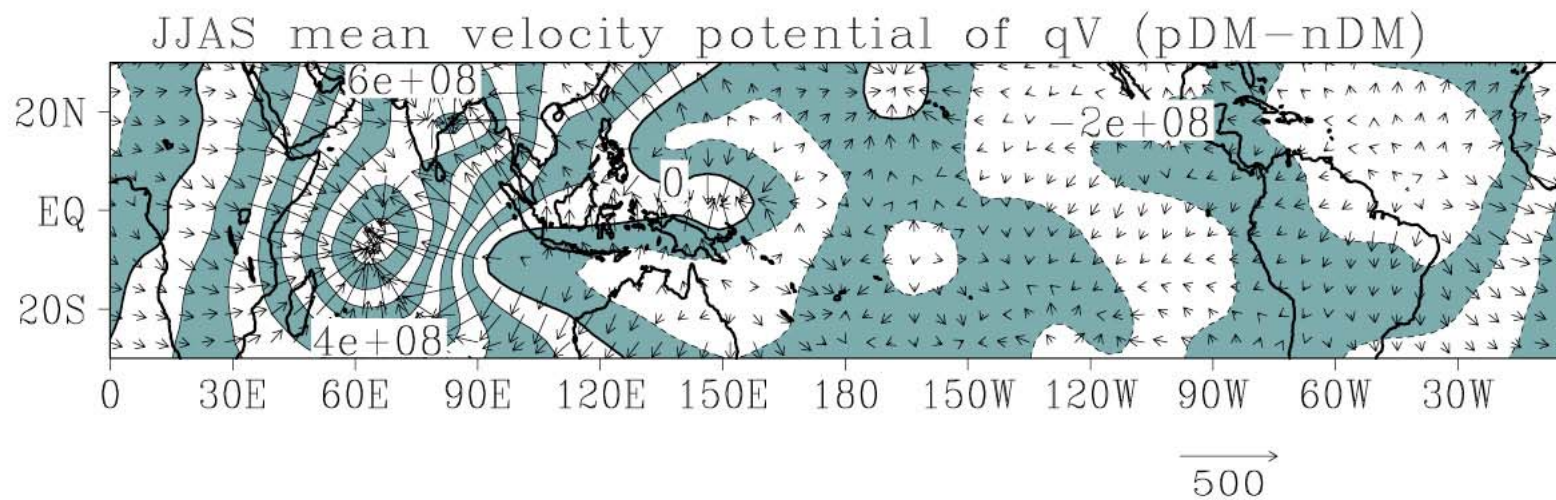 JJAS mean velocity potential of qV (pDM−nDM)
6e+08
20N
−2e+08
0
EQ
20S
4e+08
0 30E 60E 90E 120E 150E 180 150W 120W 90W 60W 30W
500